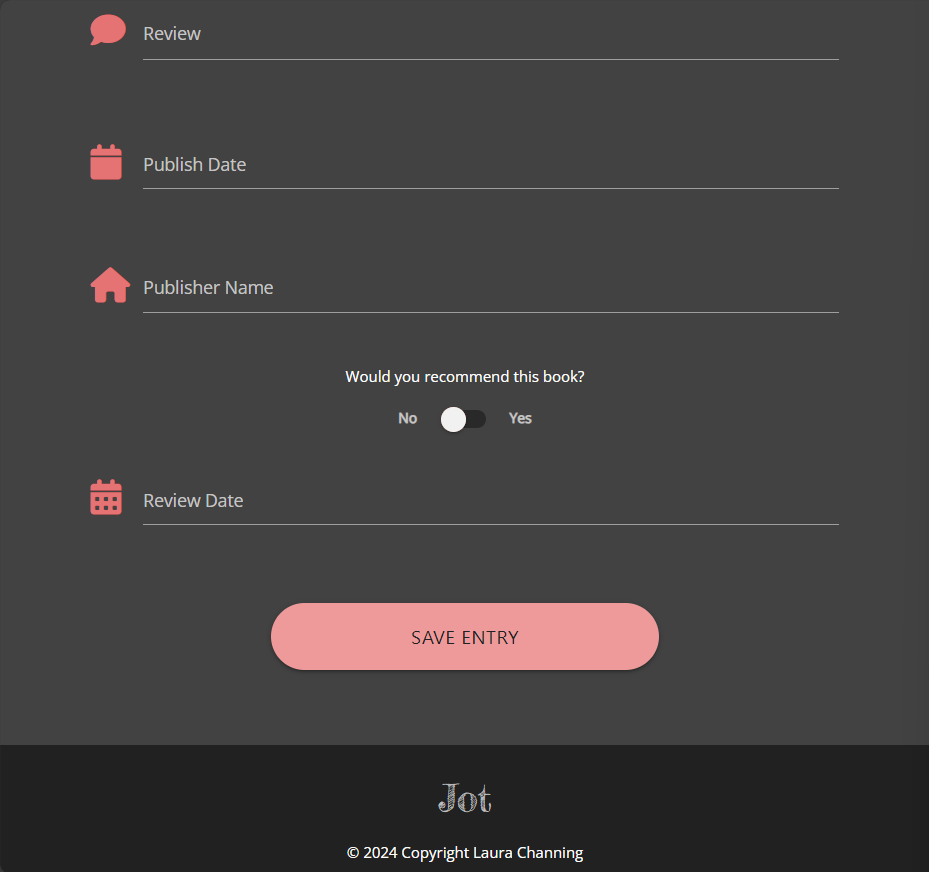 Review
Publish Date
Publisher Name
Would you recommend this book?
No Yes
Review Date
SAVE ENTRY
Jot
© 2024 Copyright Laura Channing